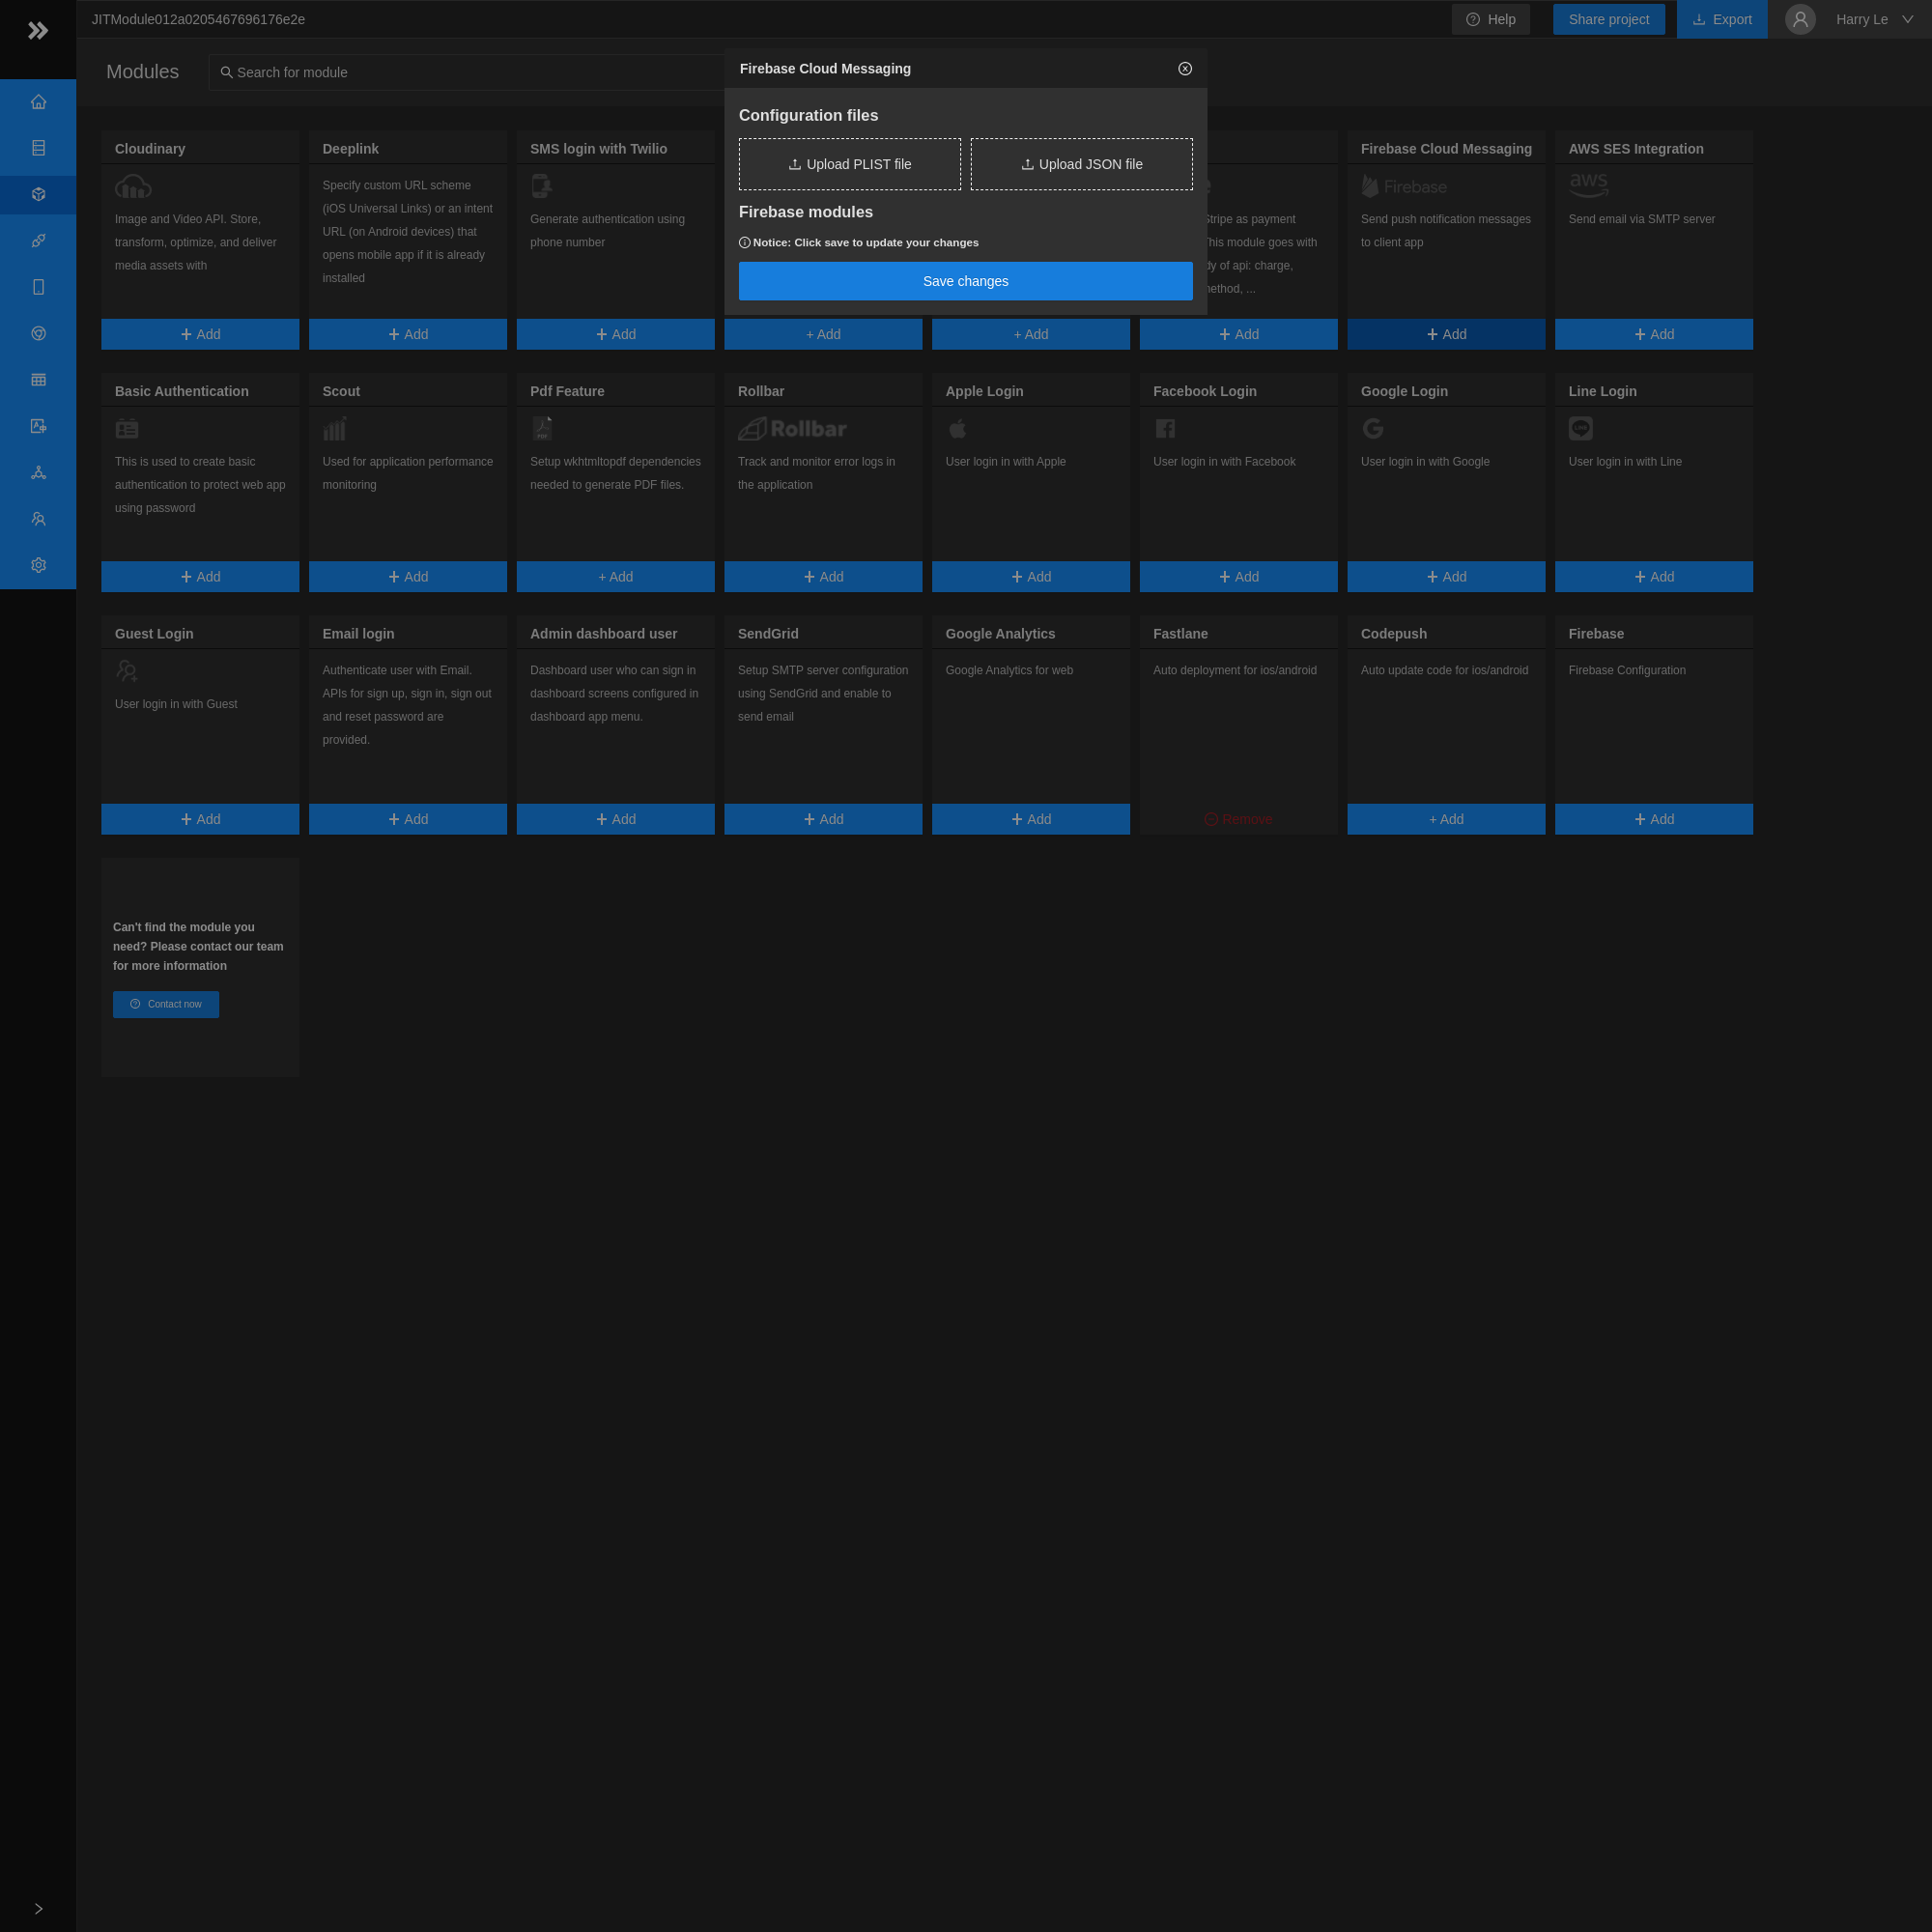 JITModule012a0205467696176e2e
Help
Share project
Export
Harry Le
Modules
Search for module
Firebase Cloud Messaging
Configuration files
Upload PLIST file
Upload JSON file
Firebase modules
Notice: Click save to update your changes
Save changes
Cloudinary
Image and Video API. Store,
transform, optimize, and deliver
media assets with
+ Add
Deeplink
Specify custom URL scheme
(iOS Universal Links) or an intent
URL (on Android devices) that
opens mobile app if it is already
installed
+ Add
SMS login with Twilio
Generate authentication using
phone number
+ Add
+ Add
+ Add
Stripe as payment
This module goes with
of api: charge,
+ Add
Firebase Cloud Messaging
Firebase
Send push notification messages
to client app
+ Add
AWS SES Integration
aws
Send email via SMTP server
+ Add
Basic Authentication
This is used to create basic
authentication to protect web app
using password
+ Add
Scout
Used for application performance
monitoring
+ Add
Pdf Feature
PDF
Setup wkhtmltopdf dependencies
needed to generate PDF files.
+ Add
Rollbar
Rollbar
Track and monitor error logs in
the application
+ Add
Apple Login
User login in with Apple
+ Add
Facebook Login
User login in with Facebook
+ Add
Google Login
User login in with Google
+ Add
Line Login
LINE
User login in with Line
+ Add
Guest Login
User login in with Guest
+ Add
Email login
Authenticate user with Email.
APIs for sign up, sign in, sign out
and reset password are
provided.
+ Add
Admin dashboard user
Dashboard user who can sign in
dashboard screens configured in
dashboard app menu.
+ Add
SendGrid
Setup SMTP server configuration
using SendGrid and enable to
send email
+ Add
Google Analytics
Google Analytics for web
+ Add
Fastlane
Auto deployment for ios/android
Remove
Codepush
Auto update code for ios/android
+ Add
Firebase
Firebase Configuration
+ Add
Can't find the module you
need? Please contact our team
for more information
Contact now